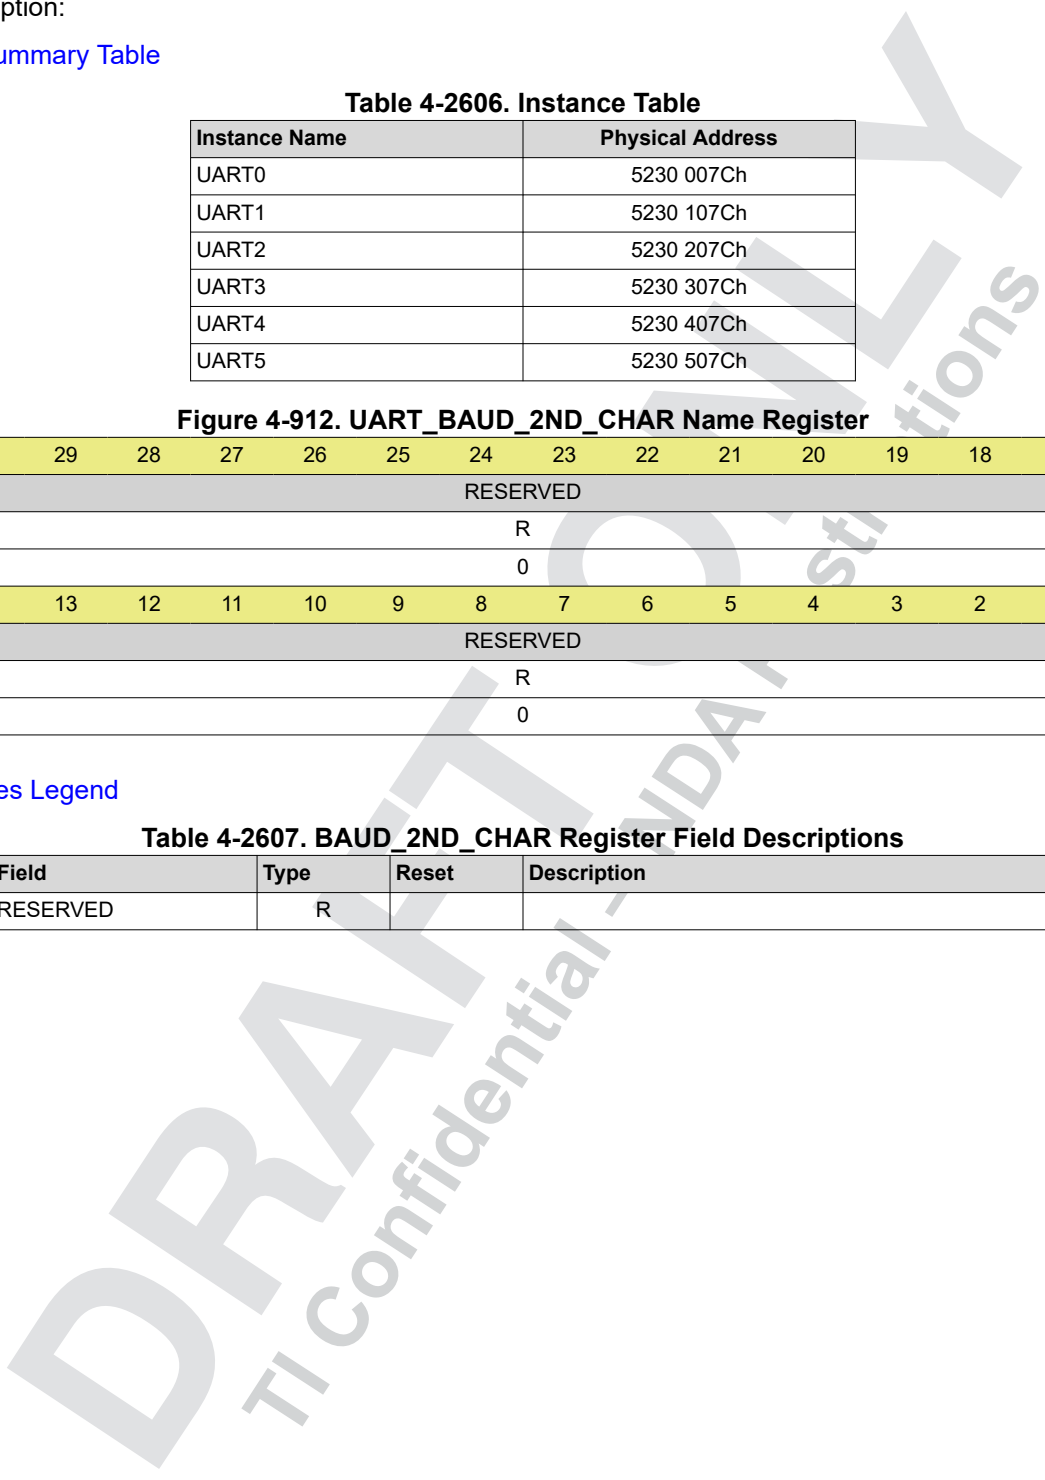 ption:
ummary Table
Table 4-2606. Instance Table
Instance Name Physical Address
UART0 5230 007Ch
UART1 5230 107Ch
UART2 5230 207Ch
UART3 5230 307Ch
UART4 5230 407Ch
UART5 5230 507Ch
Figure 4-912. UART_BAUD_2ND_CHAR Name Register
29 28 27 26 25 24 23 22 21 20 19 18
RESERVED
R
0
13 12 11 10 9 8 7 6 5 4 3 2
RESERVED
R
0
es Legend
Table 4-2607. BAUD_2ND_CHAR Register Field Descriptions
Field Type Reset Description
RESERVED R
DRAFT ONLY
TI Confidential – NDA stions